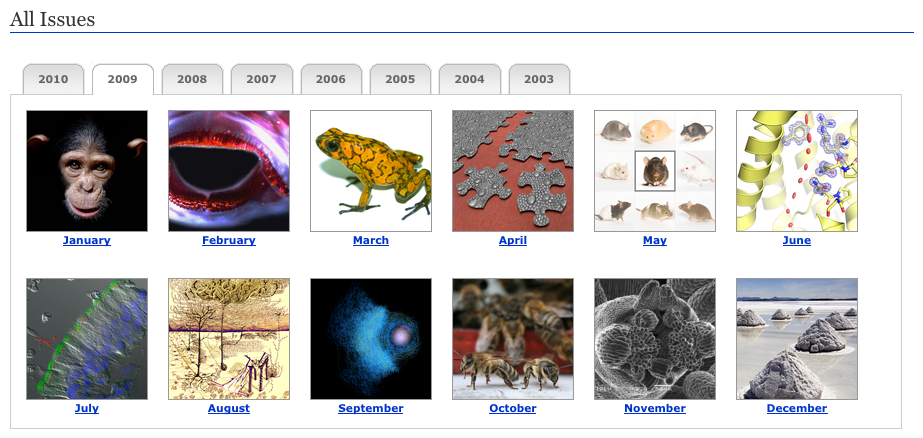 All Issues
2010 2009 2008 2007 2006 2005 2004 2003
January February March April May June
July August September October November December